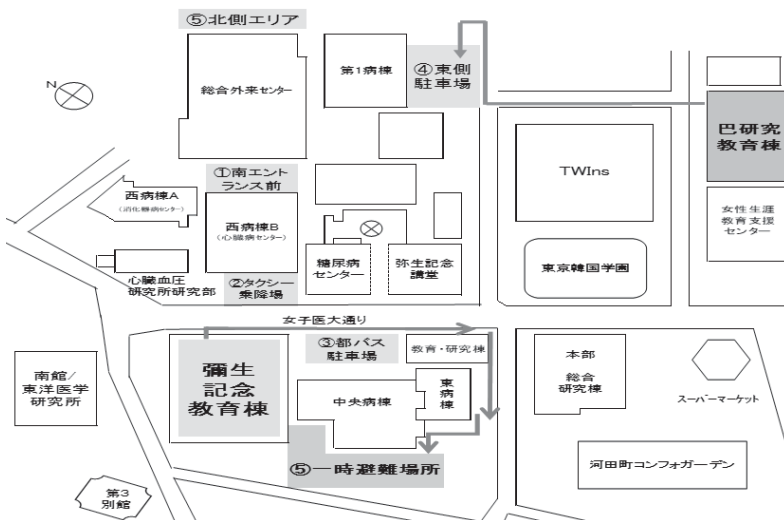 ⑤北側エリア
総合外来センター
第1病棟
④東側
駐車場
N
巴研究
教育棟
TWIns
①南エント
ランス前
西病棟A
(消化器病センター)
西病棟B
(心臓病センター)
女性生涯
教育支援
センター
糖尿病
センター
弥生記念
講堂
東京韓国学園
心臓血圧
研究所研究部
②タクシー
乗降場
女子医大通り
③都バス
駐車場
教育・研究棟
彌生
記念
教育棟
南館/
東洋医学
研究所
中央病棟
東
病
棟
本部
総合
研究棟
スーパーマーケット
⑤一時避難場所
河田町コンフォガーデン
第3
別館